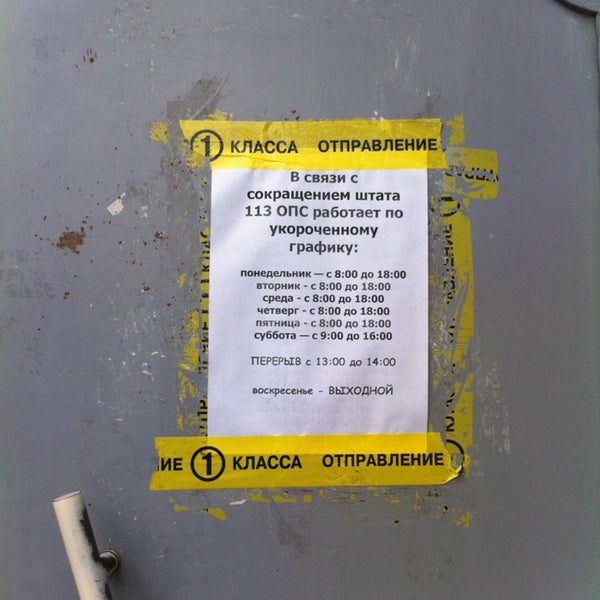 1 КЛАССА ОТПРАВЛЕНИЕ
В связи с
сокращением штата
113 ОПС работает по
укороченному
графику:
понедельник — с 8:00 до 18:00
вторник - с 8:00 до 18:00
среда - с 8:00 до 18:00
четверг - с 8:00 до 18:00
пятница - с 8:00 до 18:00
суббота — с 9:00 до 16:00
ПЕРЕРЫВ с 13:00 до 14:00
воскресенье - ВЫХОДНОЙ
ИЕ 1 КЛАССА ОТПРАВЛЕНИЕ